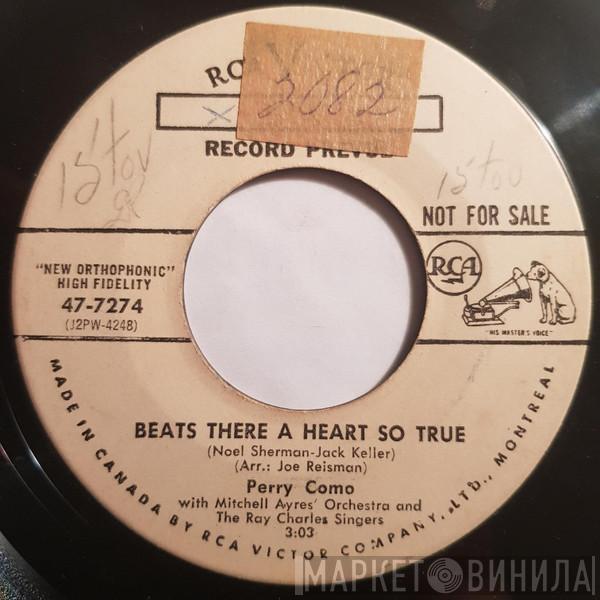 RCA
3082
RECORD PREVUE
NOT FOR SALE
"NEW ORTHOPHONIC"
HIGH FIDELITY
47-7274
(J2PW-4248)
RCA
"HIS MASTER'S VOICE"
BEATS THERE A HEART SO TRUE
(Noel Sherman-Jack Keller)
(Arr.: Joe Reisman)
Perry Como
with Mitchell Ayres' Orchestra and
The Ray Charles Singers
3:03
MADE IN CANADA BY RCA VICTOR COMPANY, LTD., MONTREAL
МАРКЕТ ВИНИЛА